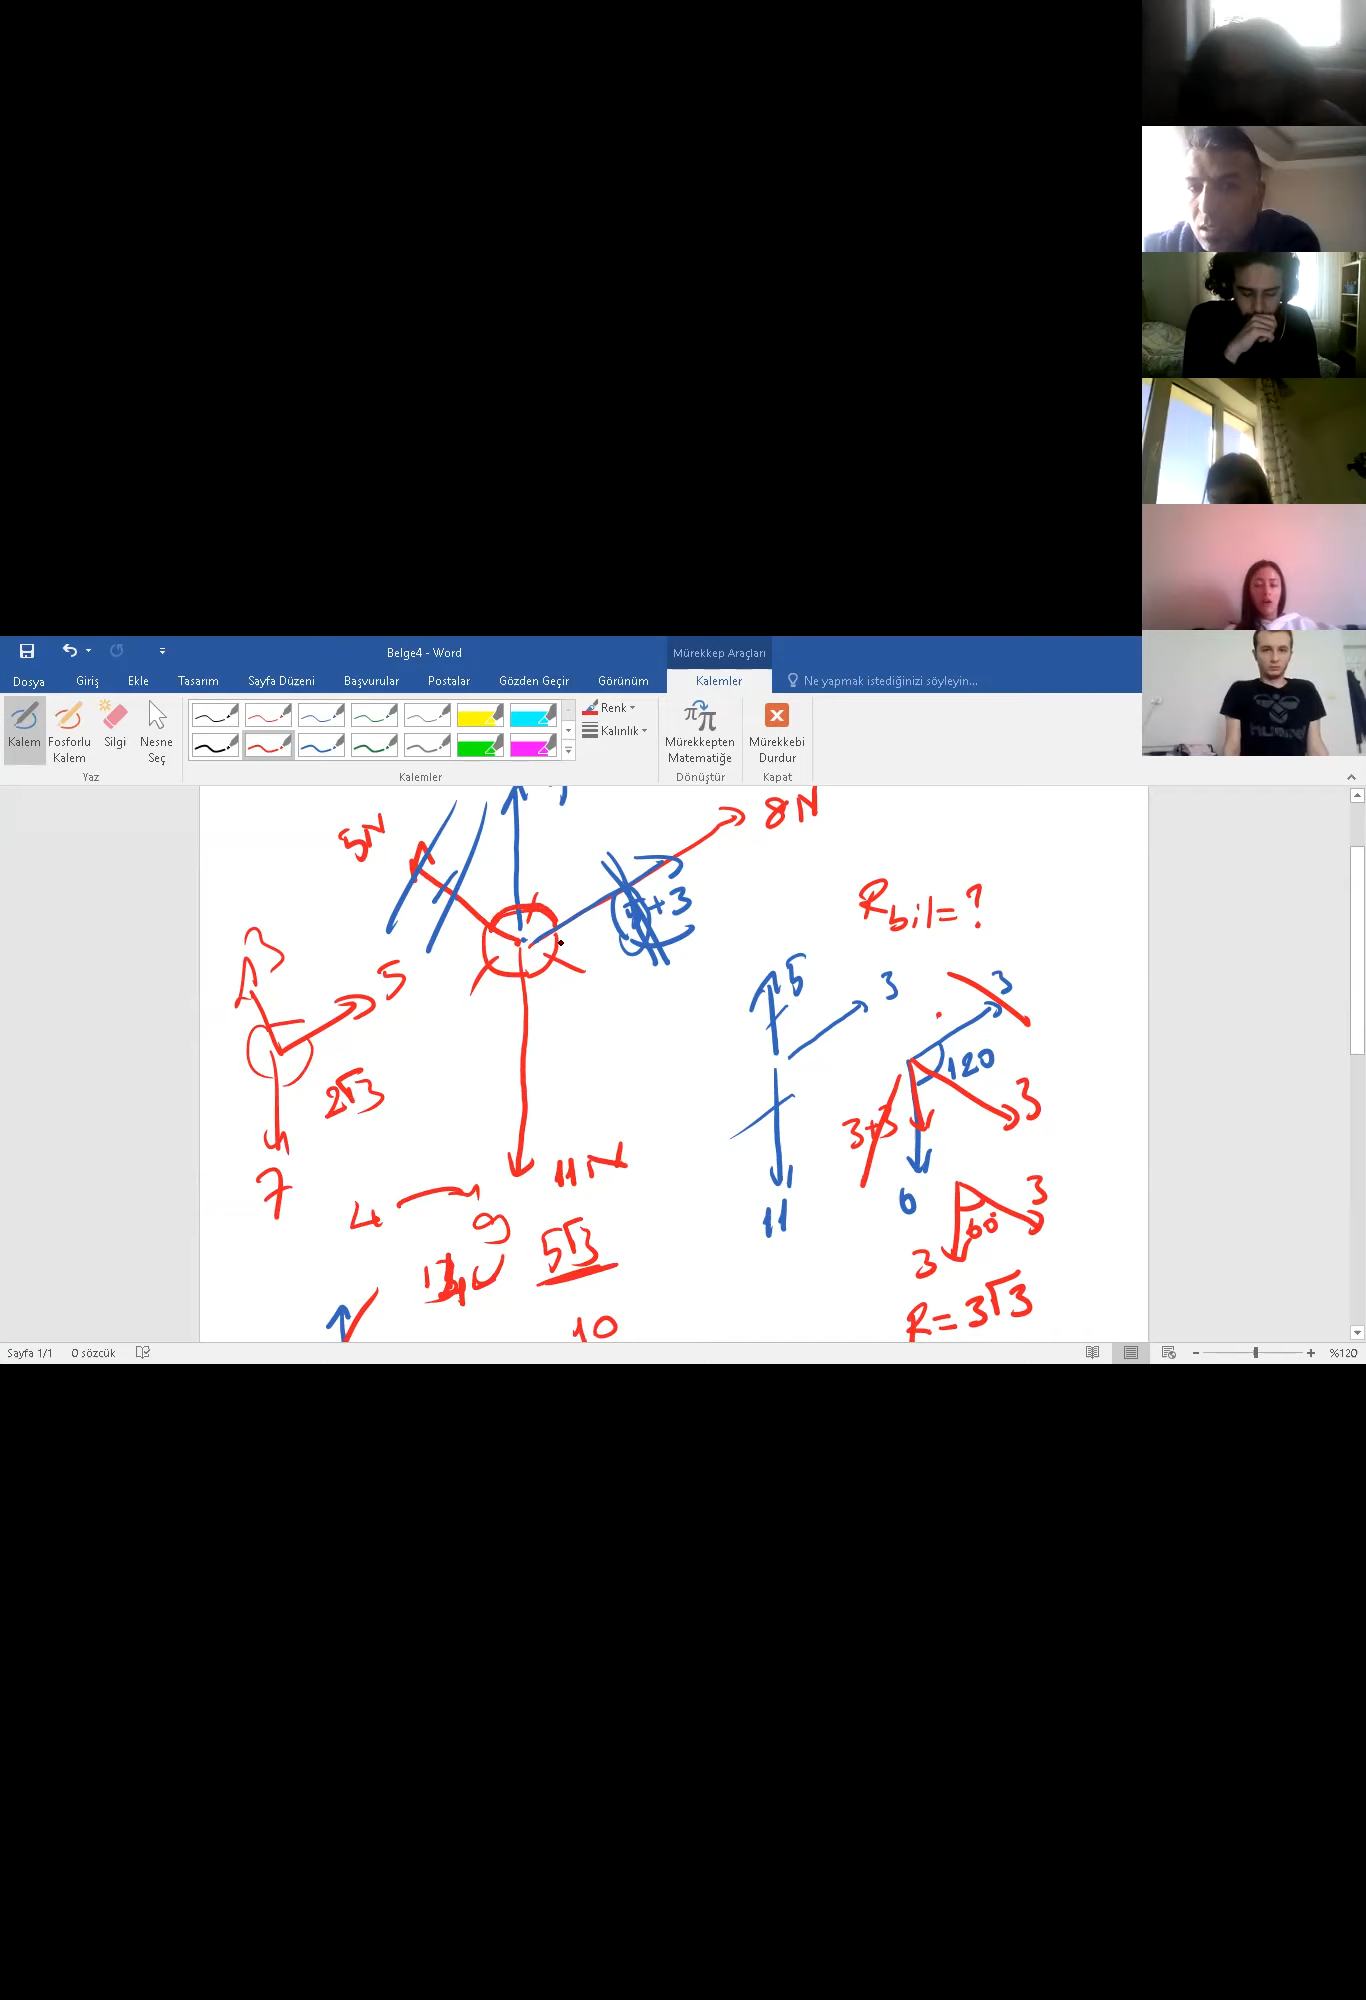 Belge4 - Word
Mürekkep Araçları
Dosya Giriş Ekle Tasarım Sayfa Düzeni Başvurular Postalar Gözden Geçir Görünüm Kalemler Ne yapmak istediğinizi söyleyin...
Kalem
Fosforlu Kalem
Silgi
Nesne Seç
Renk
Kalınlık
Mürekkepten Matematiğe
Mürekkebi Durdur
Yaz
Kalemler
Dönüştür
Kapat
5N
8N
+3
R bil = ?
3
5
2√3
7
11N
4
9
5√3
10
5
3
11
3
120
3
3+3
6
3
60°
3
R = 3√3
Sayfa 1/1 0 sözcük
%120